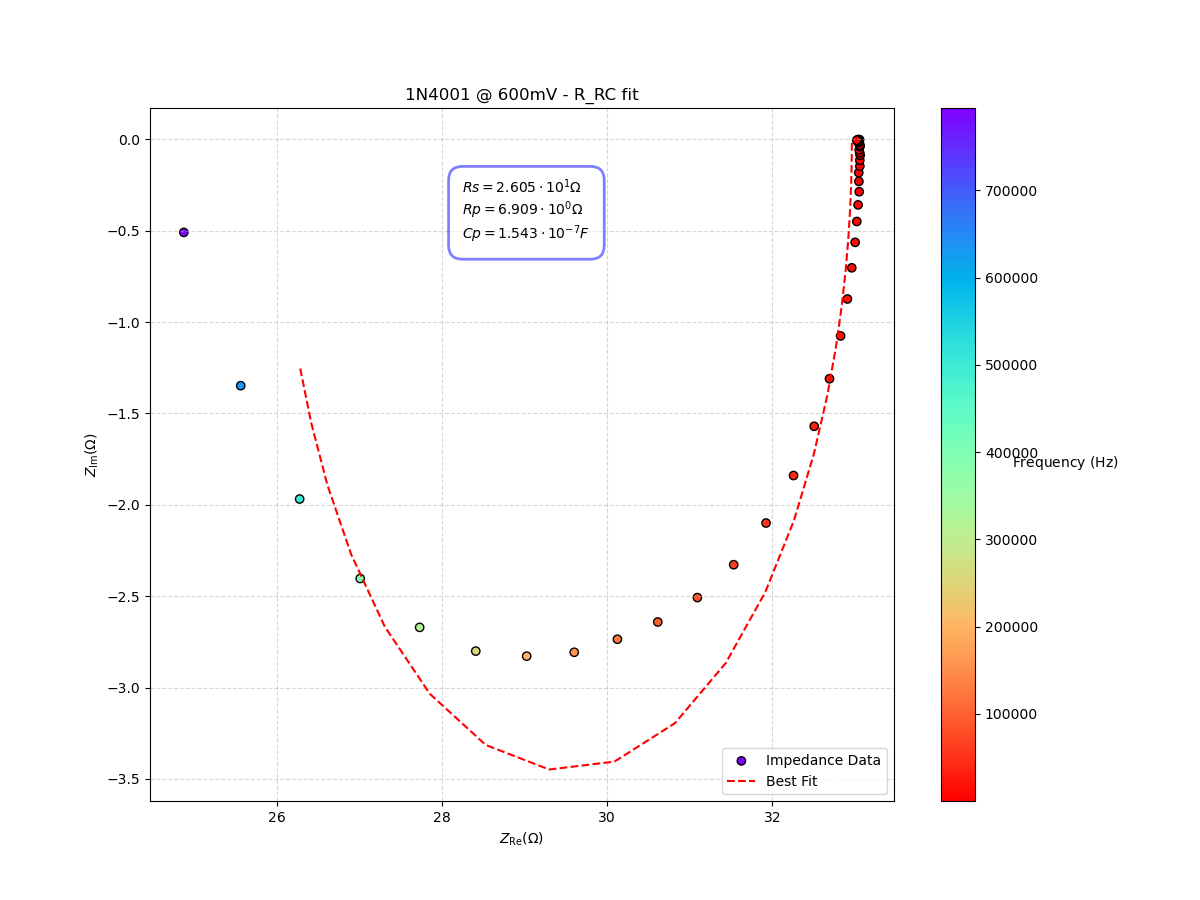 1N4001 @ 600mV - R_RC fit
Rs = 2.605 · 10¹Ω
Rp = 6.909 · 10⁰Ω
Cp = 1.543 · 10⁻⁷F
0.0
−0.5
−1.0
−1.5
−2.0
−2.5
−3.0
−3.5
Z_Im(Ω)
26
28
30
32
Z_Re(Ω)
Impedance Data
Best Fit
700000
600000
500000
400000
300000
200000
100000
Frequency (Hz)